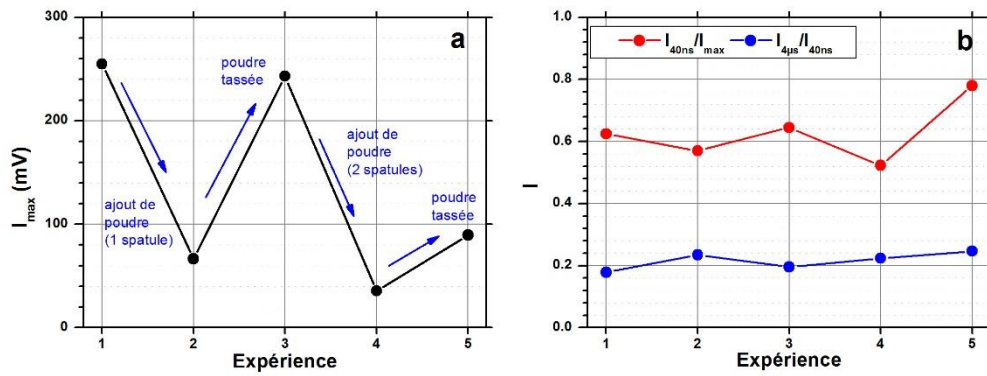 300
200
100
0
I max (mV)
a
poudre
tassée
ajout de
poudre
(2 spatules)
ajout de
poudre
(1 spatule)
poudre
tassée
1 2 3 4 5
Expérience
I
1.0
0.8
0.6
0.4
0.2
0.0
I
b
I40ns/Imax I4µs/I40ns
1 2 3 4 5
Expérience